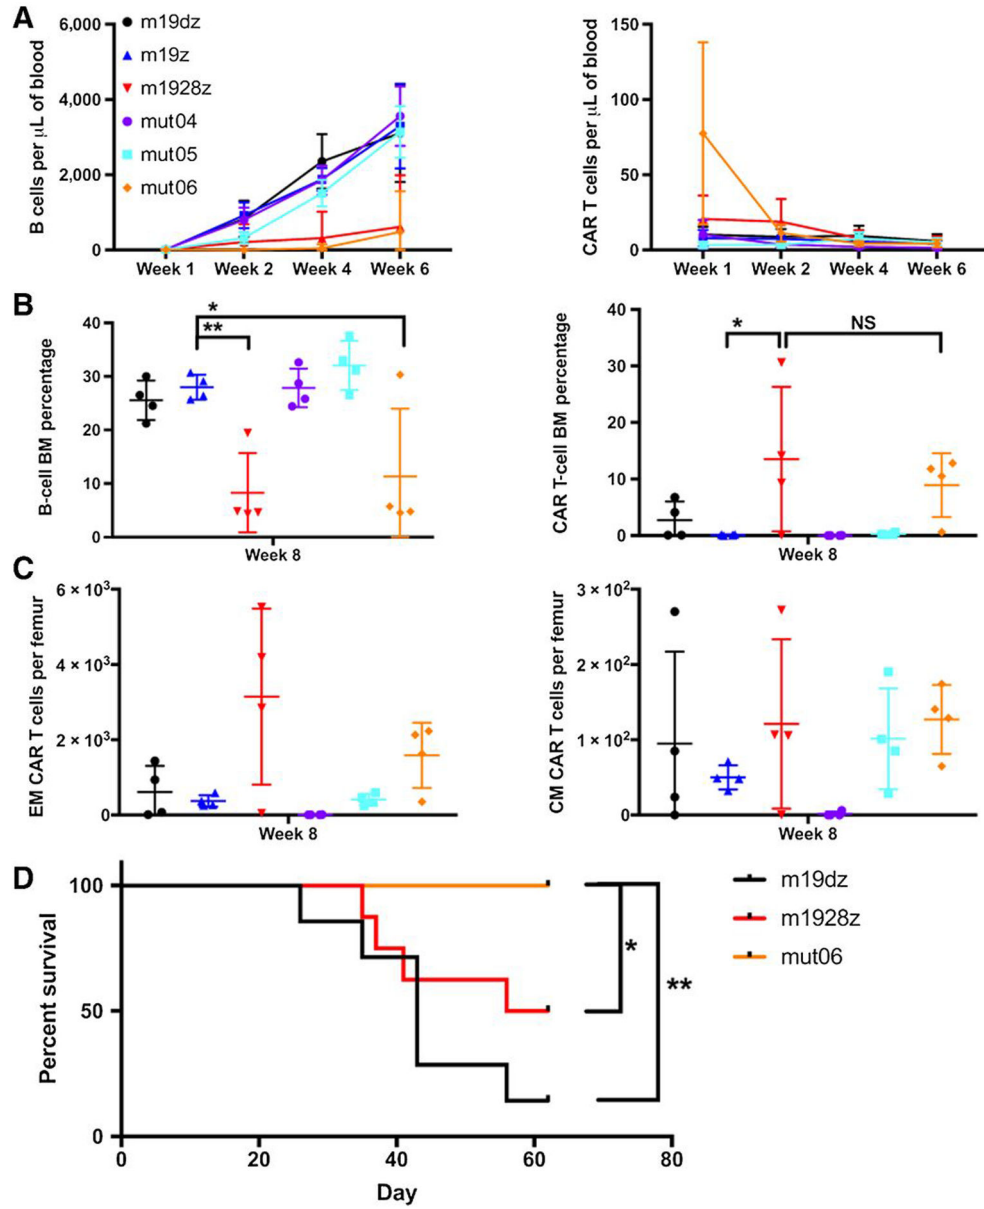 A
B cells per μL of blood
6,000
4,000
2,000
0
m19dz
m19z
m1928z
mut04
mut05
mut06
Week 1 Week 2 Week 4 Week 6
CAR T cells per μL of blood
150
100
50
0
Week 1 Week 2 Week 4 Week 6
B
B-cell BM percentage
40
30
20
10
0
*
**
Week 8
CAR T-cell BM percentage
40
30
20
10
0
*
NS
Week 8
C
EM CAR T cells per femur
6 × 10³
4 × 10³
2 × 10³
0
Week 8
CM CAR T cells per femur
3 × 10²
2 × 10²
1 × 10²
0
Week 8
D
Percent survival
100
50
0
0 20 40 60 80
Day
*
**
m19dz
m1928z
mut06